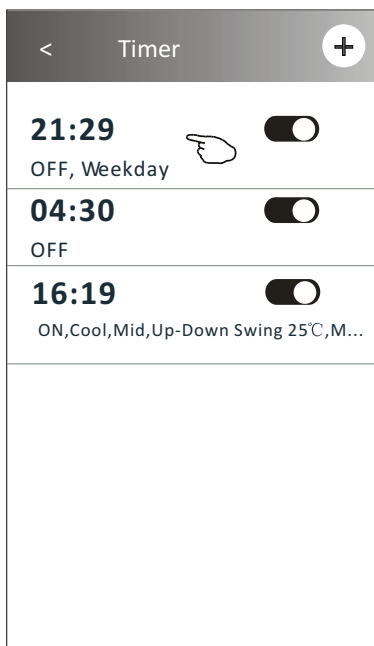 < Timer +
21:29
OFF, Weekday
04:30
OFF
16:19
ON,Cool,Mid,Up-Down Swing 25℃,M...